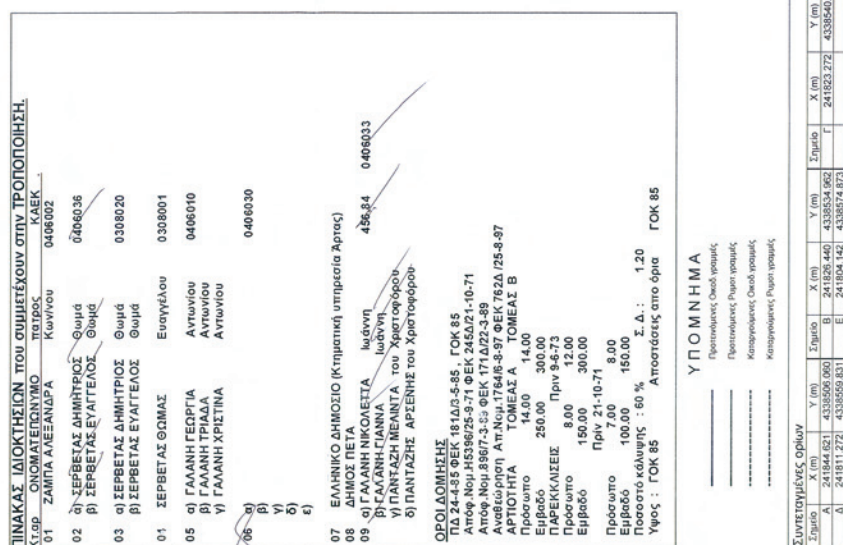 ΠΙΝΑΚΑΣ ΙΔΙΟΚΤΗΣΙΩΝ που συμμετέχουν στην ΤΡΟΠΟΠΟΙΗΣΗ.
Κτ.αρ ΟΝΟΜΑΤΕΠΩΝΥΜΟ πατρος ΚΑΕΚ .
01 ΖΑΜΠΑ ΑΛΕΞΑΝΔΡΑ Κων/νου 0406002
02 α) ΣΕΡΒΕΤΑΣ ΔΗΜΗΤΡΙΟΣ Θωμά 0406036
β) ΣΕΡΒΕΤΑΣ ΕΥΑΓΓΕΛΟΣ Θωμά
03 α) ΣΕΡΒΕΤΑΣ ΔΗΜΗΤΡΙΟΣ Θωμά 0308020
β) ΣΕΡΒΕΤΑΣ ΕΥΑΓΓΕΛΟΣ Θωμά
01 ΣΕΡΒΕΤΑΣ ΘΩΜΑΣ Ευαγγέλου 0308001
05 α) ΓΑΛΑΝΗ ΓΕΩΡΓΙΑ Αντωνίου 0406010
β) ΓΑΛΑΝΗ ΤΡΙΑΔΑ Αντωνίου
γ) ΓΑΛΑΝΗ ΧΡΙΣΤΙΝΑ Αντωνίου
06 α) 0406030
β)
γ)
δ)
ε)
07 ΕΛΛΗΝΙΚΟ ΔΗΜΟΣΙΟ (Κτηματική υπηρεσία Άρτας)
08 ΔΗΜΟΣ ΠΕΤΑ
09 α) ΓΑΛΑΝΗ ΝΙΚΟΛΕΤΤΑ Ιωάννη 456,84 0406033
β) ΓΑΛΑΝΗ ΓΙΑΝΝΑ Ιωάννη
γ) ΠΑΝΤΑΖΗ ΜΕΛΙΝΤΑ του Χριστοφόρου
δ) ΠΑΝΤΑΖΗΣ ΑΡΣΕΝΗΣ του Χριστοφόρου
ΟΡΟΙ ΔΟΜΗΣΗΣ
ΠΔ 24-4-85 ΦΕΚ 181Δ/3-5-85 , ΓΟΚ 85
Απόφ.Νομ.Η5396/25-9-71 ΦΕΚ 245Δ/21-10-71
Απόφ.Νομ.896/7-3-89 ΦΕΚ 171Δ/22-3-89
Αναθεώρηση Απ.Νομ.1764/6-8-97 ΦΕΚ 762Δ /25-8-97
ΑΡΤΙΟΤΗΤΑ ΤΟΜΕΑΣ Α ΤΟΜΕΑΣ Β
Πρόσωπο 14.00 14.00
Εμβαδό 250.00 300.00
ΠΑΡΕΚΚΛΙΣΕΙΣ Πριν 9-6-73
Πρόσωπο 8.00 12.00
Εμβαδό 150.00 300.00
Πρίν 21-10-71
Πρόσωπο 7.00 8.00
Εμβαδό 100.00 150.00
Ποσοστό κάλυψης : 60 % Σ. Δ. : 1.20
Υψος : ΓΟΚ 85 Αποστάσεις απο όρια ΓΟΚ 85
ΥΠΟΜΝΗΜΑ
Προτεινόμενες Οικοδ γραμμές
Προτεινόμενες Ρυμοτ γραμμές
Καταργούμενες Οικοδ γραμμές
Καταργούμενες Ρυμοτ γραμμές
Συντεταγμένες ορίων
Σημείο X (m) Y (m) Σημείο X (m) Y (m) Σημείο X (m) Y (m)
Α 241844.621 4338506.060 Β 241826.440 4338534.962 Γ 241823.272 4338540.
Δ 241811.272 4338559.831 Ε 241804.142 4338574.873